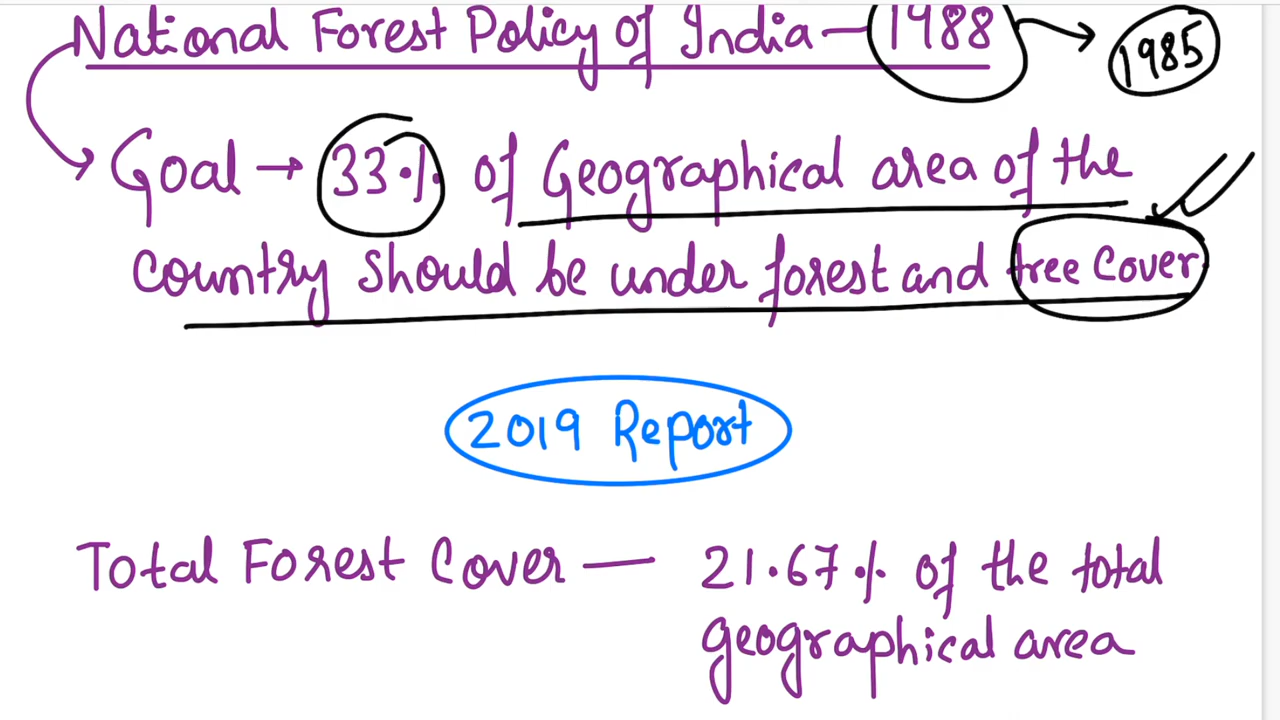 National Forest Policy of India — 1988 → 1985
Goal → 33% of Geographical area of the
country should be under forest and tree cover
2019 Report
Total Forest Cover — 21.67% of the total
geographical area